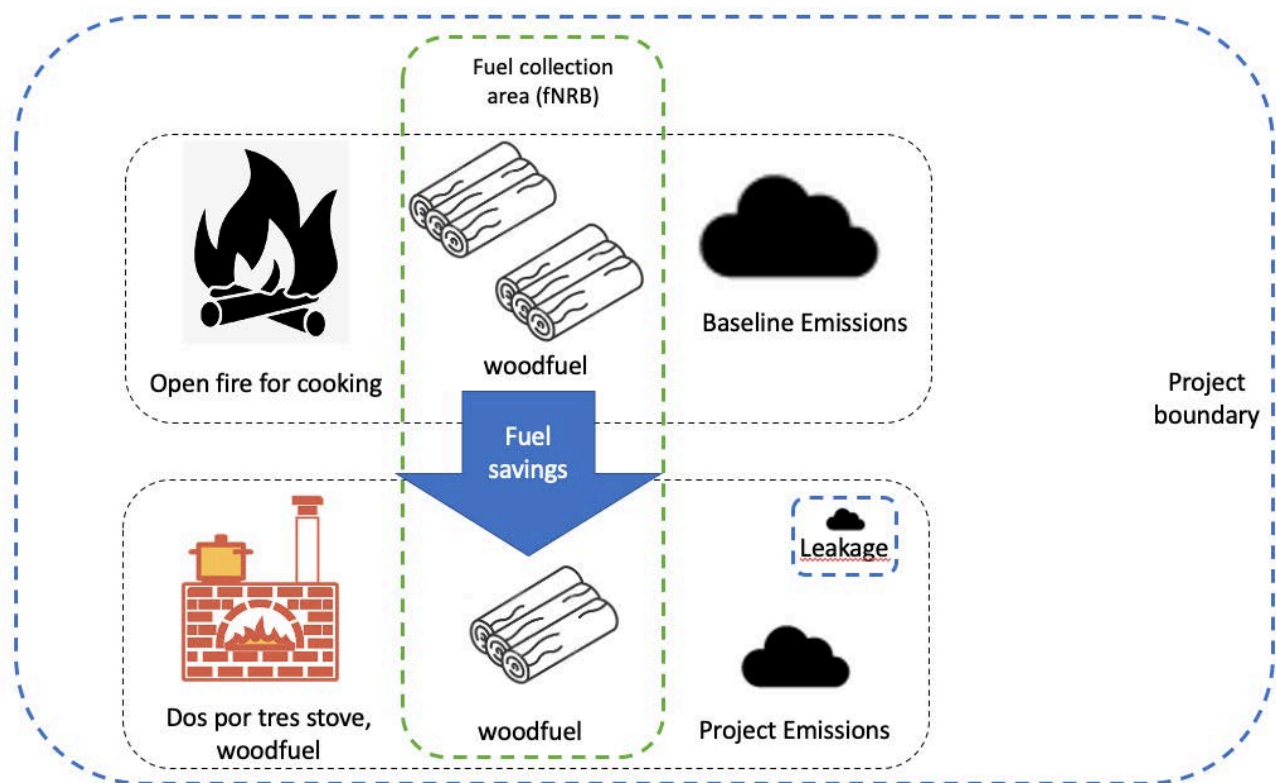 Fuel collection
area (fNRB)
Open fire for cooking
woodfuel
Baseline Emissions
Project
boundary
Fuel
savings
Leakage
Dos por tres stove,
woodfuel
woodfuel
Project Emissions